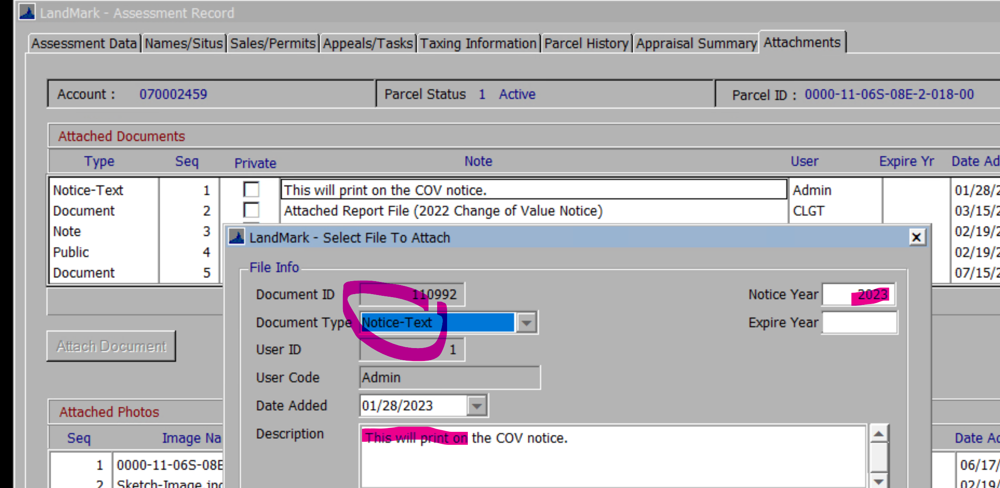 LandMark - Assessment Record
Assessment Data Names/Situs Sales/Permits Appeals/Tasks Taxing Information Parcel History Appraisal Summary Attachments
Account : 070002459 Parcel Status 1 Active Parcel ID : 0000-11-06S-08E-2-018-00
Attached Documents
Type Seq Private Note User Expire Yr Date Ad
Notice-Text 1 This will print on the COV notice. Admin 01/28/2
Document 2 Attached Report File (2022 Change of Value Notice) CLGT 03/15/2
Note 3 02/19/2
Public 4 02/19/2
Document 5 07/15/2
LandMark - Select File To Attach
File Info
Document ID 110992 Notice Year 2023
Document Type Notice-Text Expire Year
User ID 1
Attach Document
User Code Admin
Date Added 01/28/2023
Description This will print on the COV notice.
Attached Photos
Seq Image Na Date Ad
1 0000-11-06S-08E 06/17/
2 Sketch-Image.jpg 02/19/